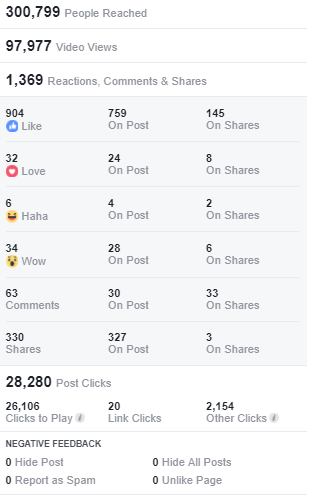 300,799 People Reached
97,977 Video Views
1,369 Reactions, Comments & Shares
904 759 145
Like On Post On Shares
32 24 8
Love On Post On Shares
6 4 2
Haha On Post On Shares
34 28 6
Wow On Post On Shares
63 30 33
Comments On Post On Shares
330 327 3
Shares On Post On Shares
28,280 Post Clicks
26,106 20 2,154
Clicks to Play i Link Clicks Other Clicks i
NEGATIVE FEEDBACK
0 Hide Post 0 Hide All Posts
0 Report as Spam 0 Unlike Page